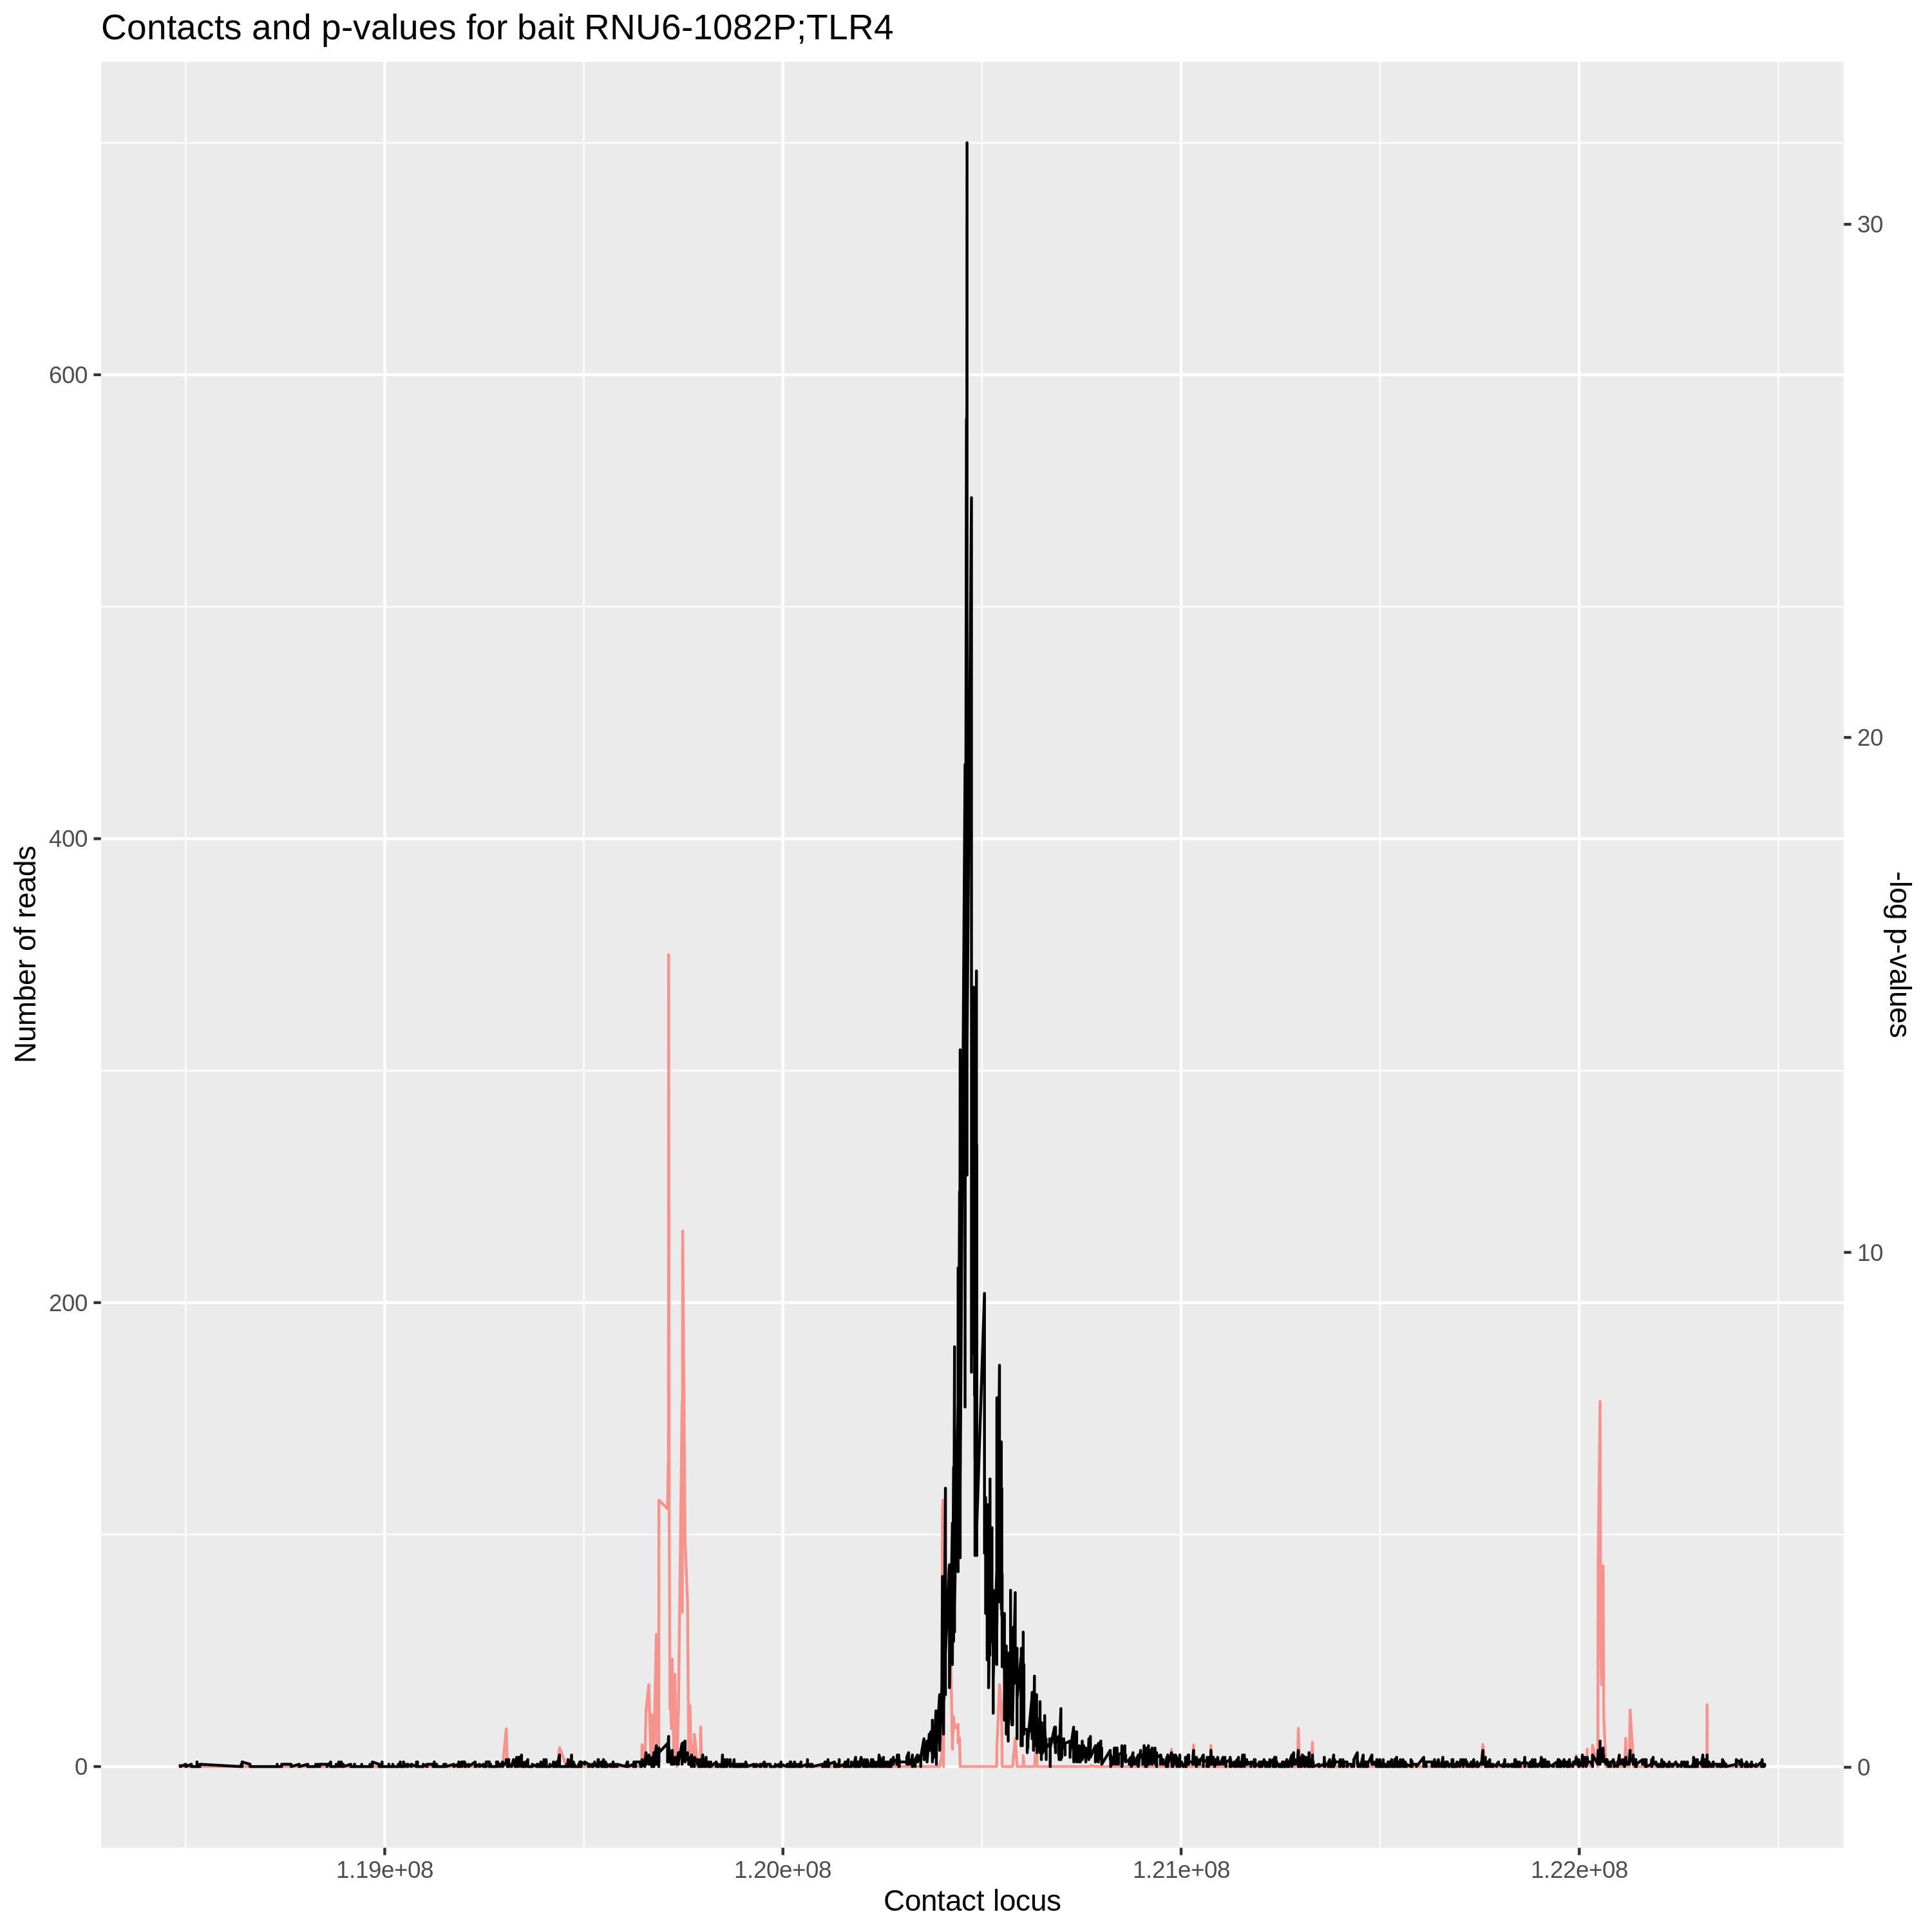 Contacts and p-values for bait RNU6-1082P;TLR4
Number of reads
600
400
200
0
30
20
10
0
-log p-values
1.19e+08
1.20e+08
1.21e+08
1.22e+08
Contact locus